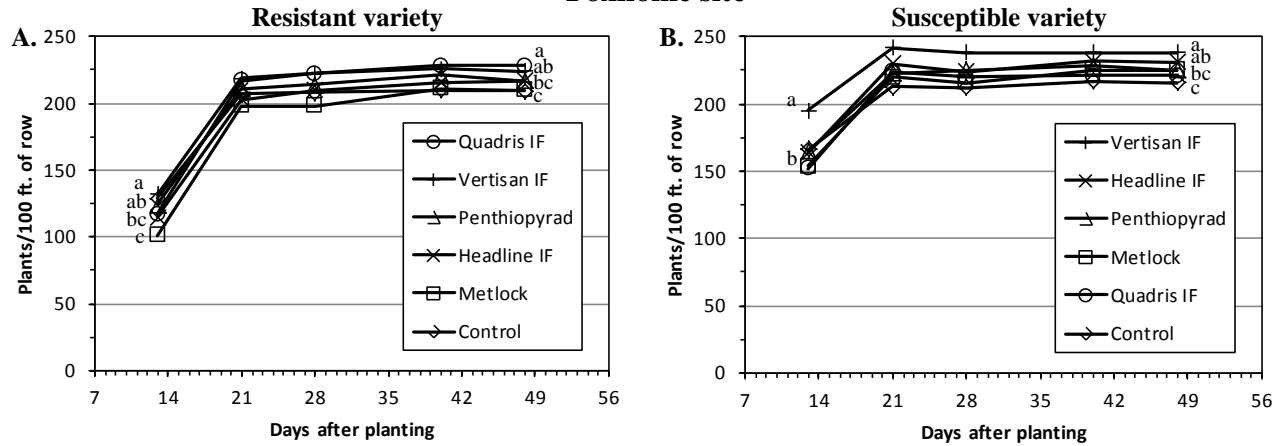 Resistant variety
Susceptible variety
A.
Plants/100 ft. of row
250
200
150
100
50
0
a
ab
bc
c
a
ab
bc
c
Quadris IF
Vertisan IF
Penthiopyrad
Headline IF
Metlock
Control
7 14 21 28 35 42 49 56
Days after planting
B.
Plants/100 ft. of row
250
200
150
100
50
0
a
b
a
ab
bc
c
Vertisan IF
Headline IF
Penthiopyrad
Metlock
Quadris IF
Control
7 14 21 28 35 42 49 56
Days after planting